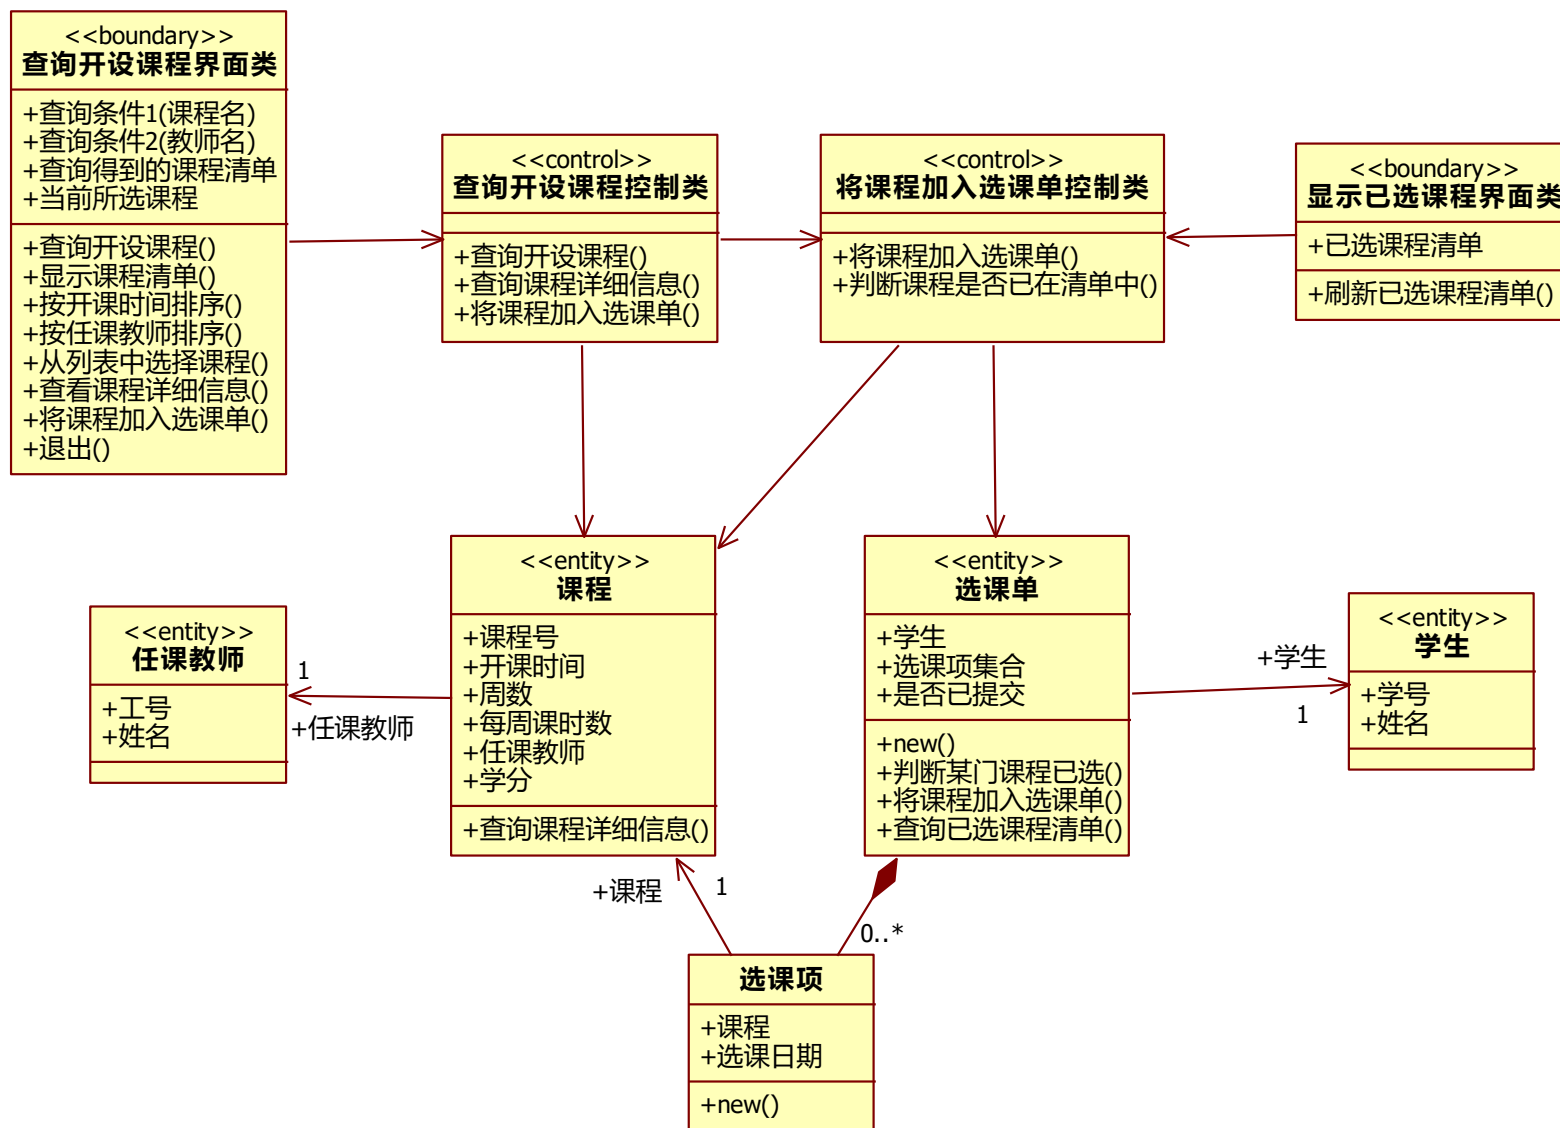 <<boundary>>
查询开设课程界面类
+查询条件1(课程名)
+查询条件2(教师名)
+查询得到的课程清单
+当前所选课程
+查询开设课程()
+显示课程清单()
+按开课时间排序()
+按任课教师排序()
+从列表中选择课程()
+查看课程详细信息()
+将课程加入选课单()
+退出()
<<control>>
查询开设课程控制类
+查询开设课程()
+查询课程详细信息()
+将课程加入选课单()
<<control>>
将课程加入选课单控制类
+将课程加入选课单()
+判断课程是否已在清单中()
<<boundary>>
显示已选课程界面类
+已选课程清单
+刷新已选课程清单()
<<entity>>
任课教师
+工号
+姓名
1
+任课教师
<<entity>>
课程
+课程号
+开课时间
+周数
+每周课时数
+任课教师
+学分
+查询课程详细信息()
<<entity>>
选课单
+学生
+选课项集合
+是否已提交
+new()
+判断某门课程已选()
+将课程加入选课单()
+查询已选课程清单()
+学生
1
<<entity>>
学生
+学号
+姓名
+课程
1
0..*
选课项
+课程
+选课日期
+new()